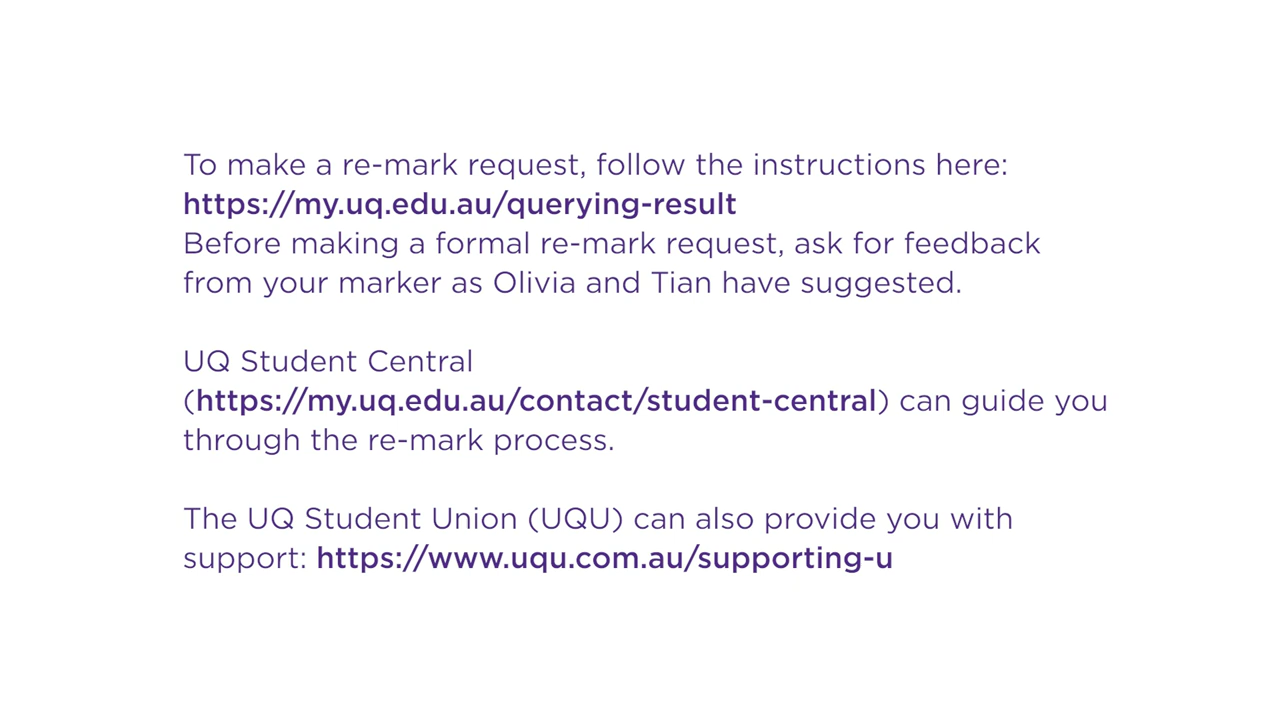 To make a re-mark request, follow the instructions here:
https://my.uq.edu.au/querying-result
Before making a formal re-mark request, ask for feedback
from your marker as Olivia and Tian have suggested.
UQ Student Central
(https://my.uq.edu.au/contact/student-central) can guide you
through the re-mark process.
The UQ Student Union (UQU) can also provide you with
support: https://www.uqu.com.au/supporting-u